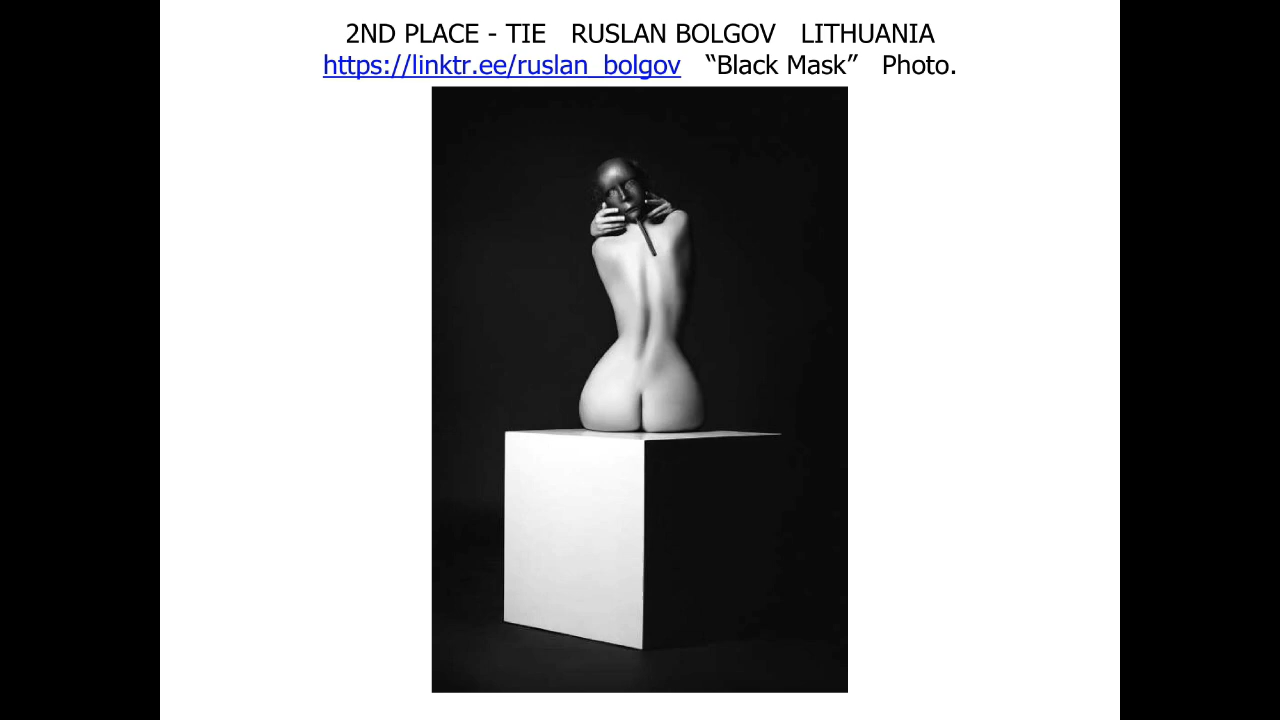 2ND PLACE - TIE RUSLAN BOLGOV LITHUANIA
https://linktr.ee/ruslan_bolgov “Black Mask” Photo.